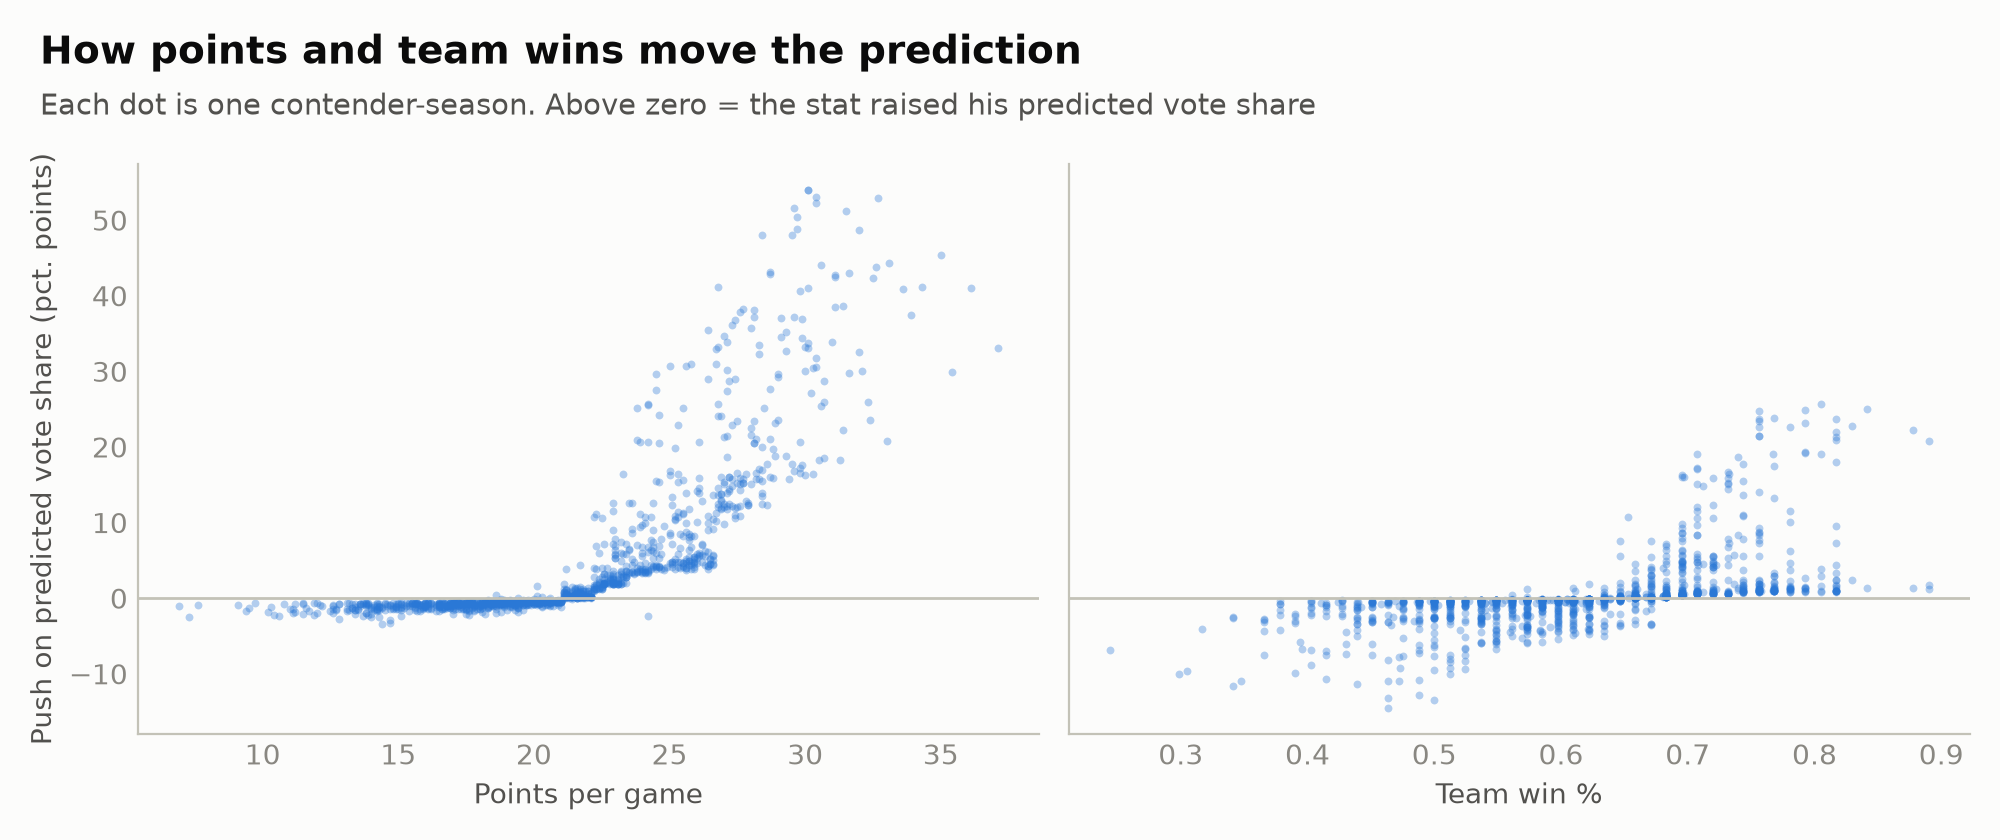 How points and team wins move the prediction
Each dot is one contender-season. Above zero = the stat raised his predicted vote share
Push on predicted vote share (pct. points)
50
40
30
20
10
0
−10
10 15 20 25 30 35
Points per game
0.3 0.4 0.5 0.6 0.7 0.8 0.9
Team win %